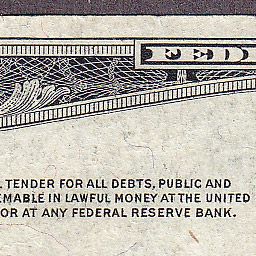 FED
L TENDER FOR ALL DEBTS, PUBLIC AND
EMABLE IN LAWFUL MONEY AT THE UNITED
OR AT ANY FEDERAL RESERVE BANK.